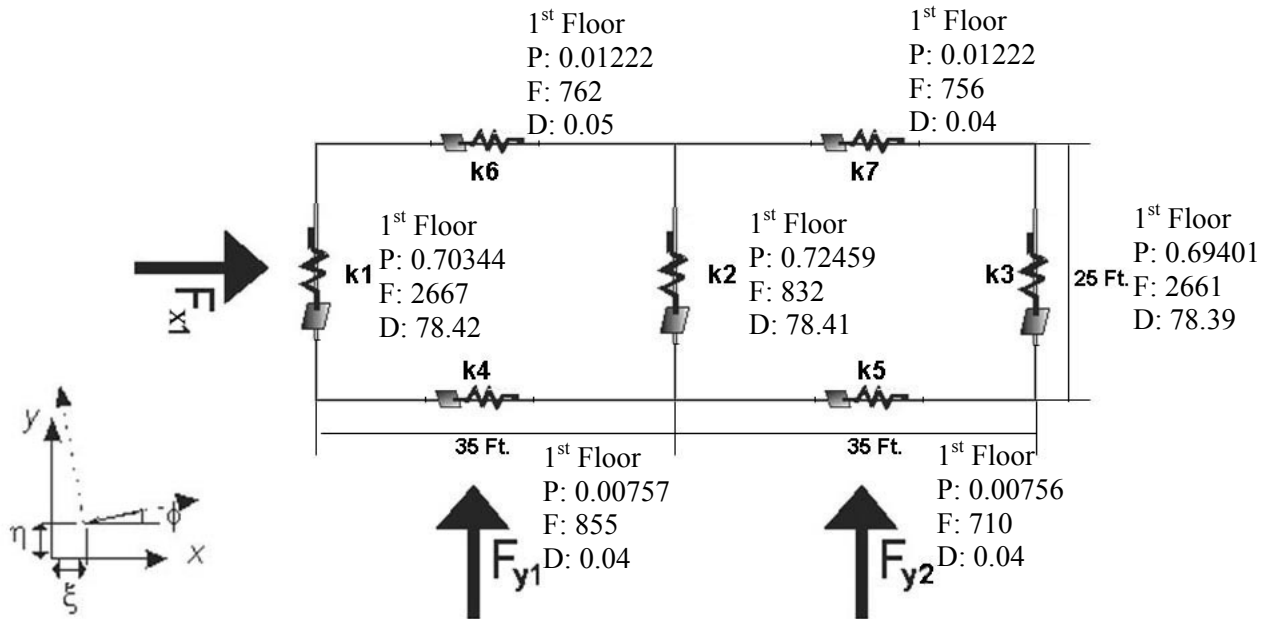 1st Floor
P: 0.01222
F: 762
D: 0.05
1st Floor
P: 0.01222
F: 756
D: 0.04
k6
k7
1st Floor
P: 0.70344
F: 2667
D: 78.42
k1
1st Floor
P: 0.72459
F: 832
D: 78.41
k2
k3
25 Ft.
1st Floor
P: 0.69401
F: 2661
D: 78.39
Fx1
k4
k5
35 Ft.
35 Ft.
1st Floor
P: 0.00757
F: 855
D: 0.04
1st Floor
P: 0.00756
F: 710
D: 0.04
Fy1
Fy2
y
η
ϕ
x
ξ